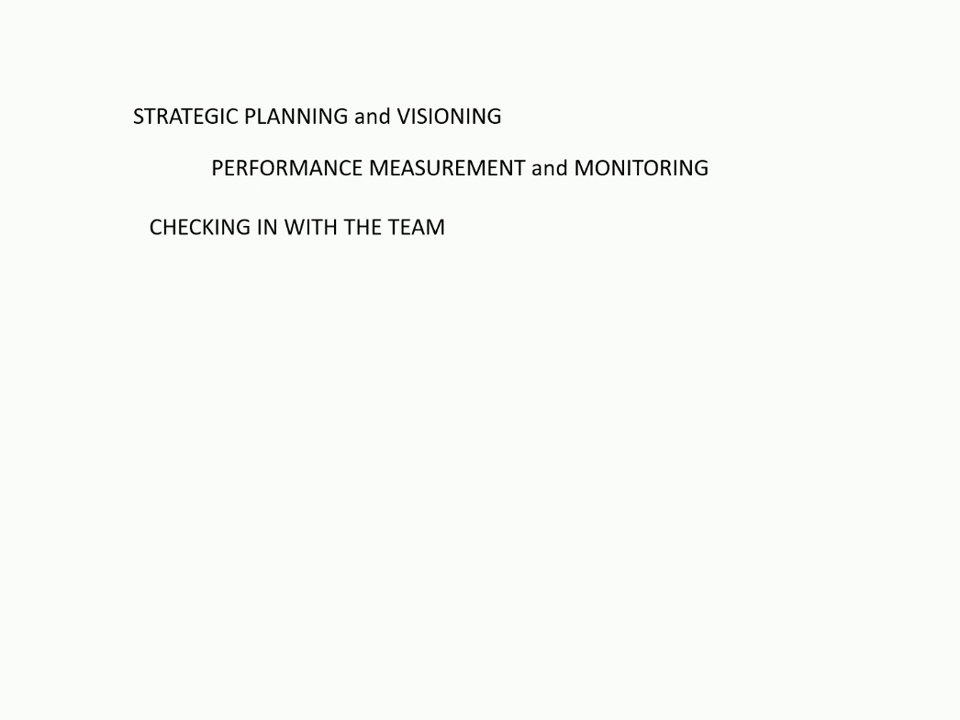 STRATEGIC PLANNING and VISIONING
PERFORMANCE MEASUREMENT and MONITORING
CHECKING IN WITH THE TEAM